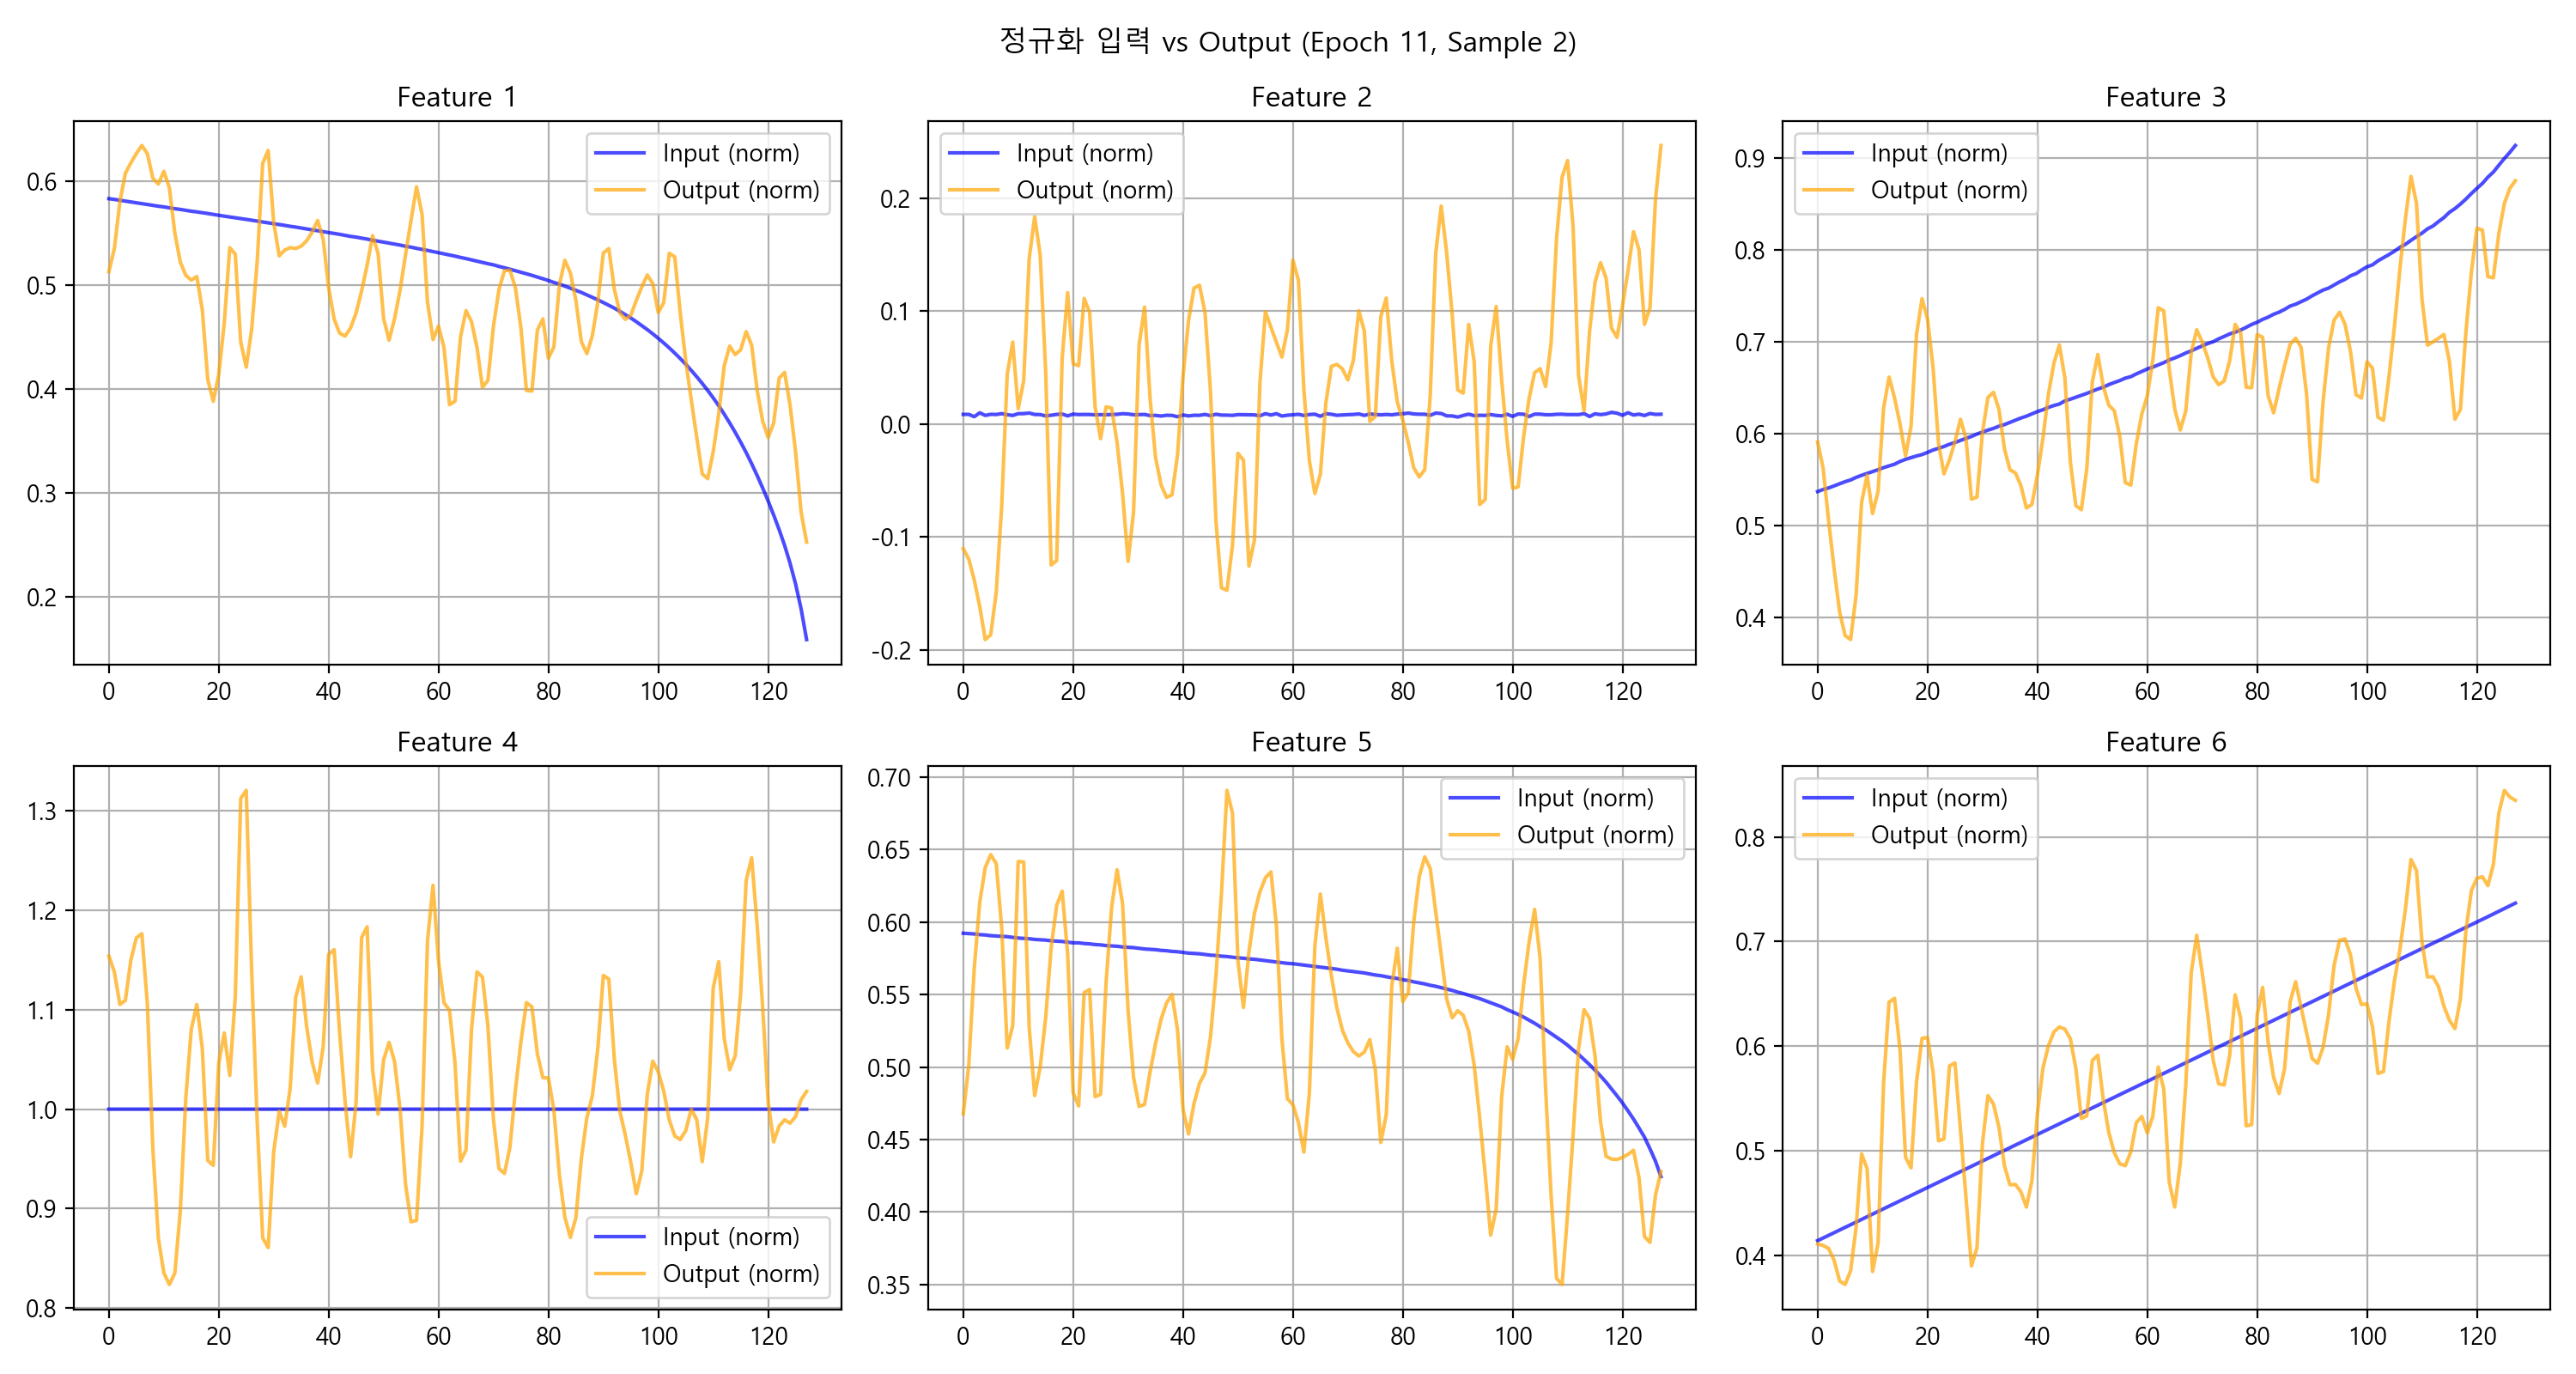 정규화 입력 vs Output (Epoch 11, Sample 2)
Feature 1
Input (norm)
Output (norm)
0.6
0.5
0.4
0.3
0.2
0 20 40 60 80 100 120
Feature 2
Input (norm)
Output (norm)
0.2
0.1
0.0
-0.1
-0.2
0 20 40 60 80 100 120
Feature 3
Input (norm)
Output (norm)
0.9
0.8
0.7
0.6
0.5
0.4
0 20 40 60 80 100 120
Feature 4
1.3
1.2
1.1
1.0
0.9
0.8
Input (norm)
Output (norm)
0 20 40 60 80 100 120
Feature 5
Input (norm)
Output (norm)
0.70
0.65
0.60
0.55
0.50
0.45
0.40
0.35
0 20 40 60 80 100 120
Feature 6
Input (norm)
Output (norm)
0.8
0.7
0.6
0.5
0.4
0 20 40 60 80 100 120